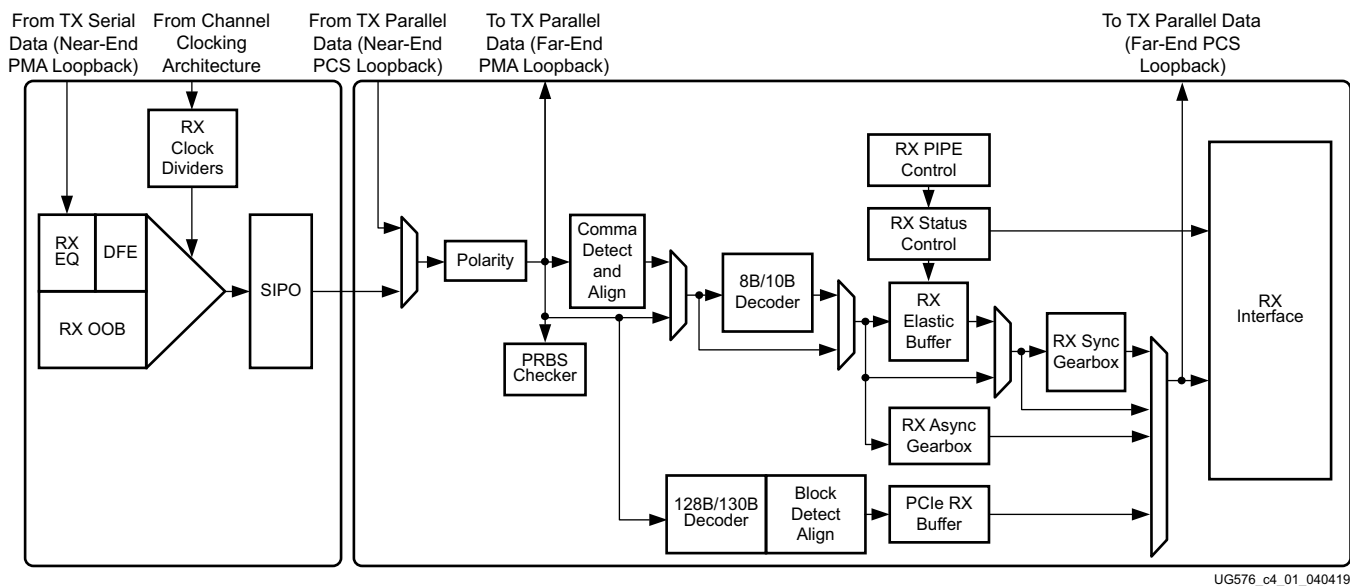 From TX Serial
Data (Near-End
PMA Loopback)
From Channel
Clocking
Architecture
From TX Parallel
Data (Near-End
PCS Loopback)
To TX Parallel
Data (Far-End
PMA Loopback)
To TX Parallel Data
(Far-End PCS
Loopback)
RX
Clock
Dividers
RX
EQ
DFE
RX OOB
SIPO
Polarity
PRBS
Checker
Comma
Detect
and
Align
8B/10B
Decoder
RX PIPE
Control
RX Status
Control
RX
Elastic
Buffer
RX Sync
Gearbox
RX Async
Gearbox
128B/130B
Decoder
Block
Detect
Align
PCIe RX
Buffer
RX
Interface
UG576_c4_01_040419